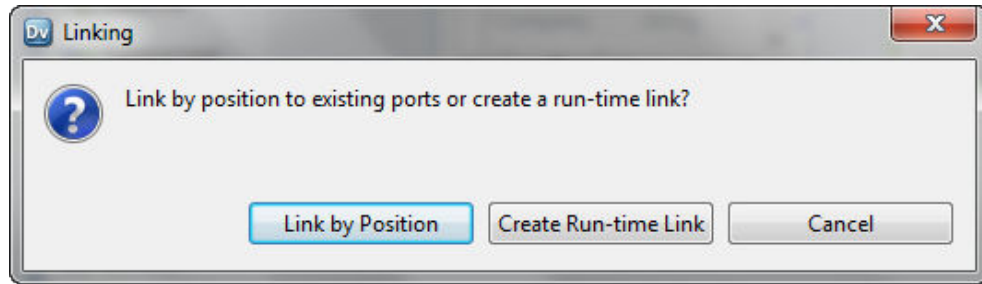 Dv Linking
Link by position to existing ports or create a run-time link?
Link by Position Create Run-time Link Cancel